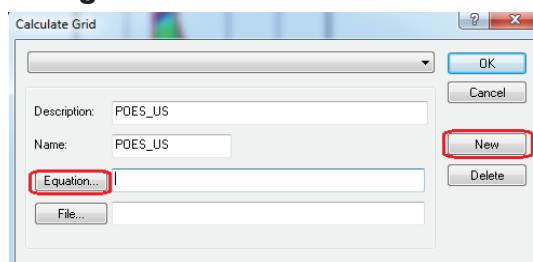 Calculate Grid
OK
Cancel
Description: POES_US
Name: POES_US
New
Equation...
Delete
File...